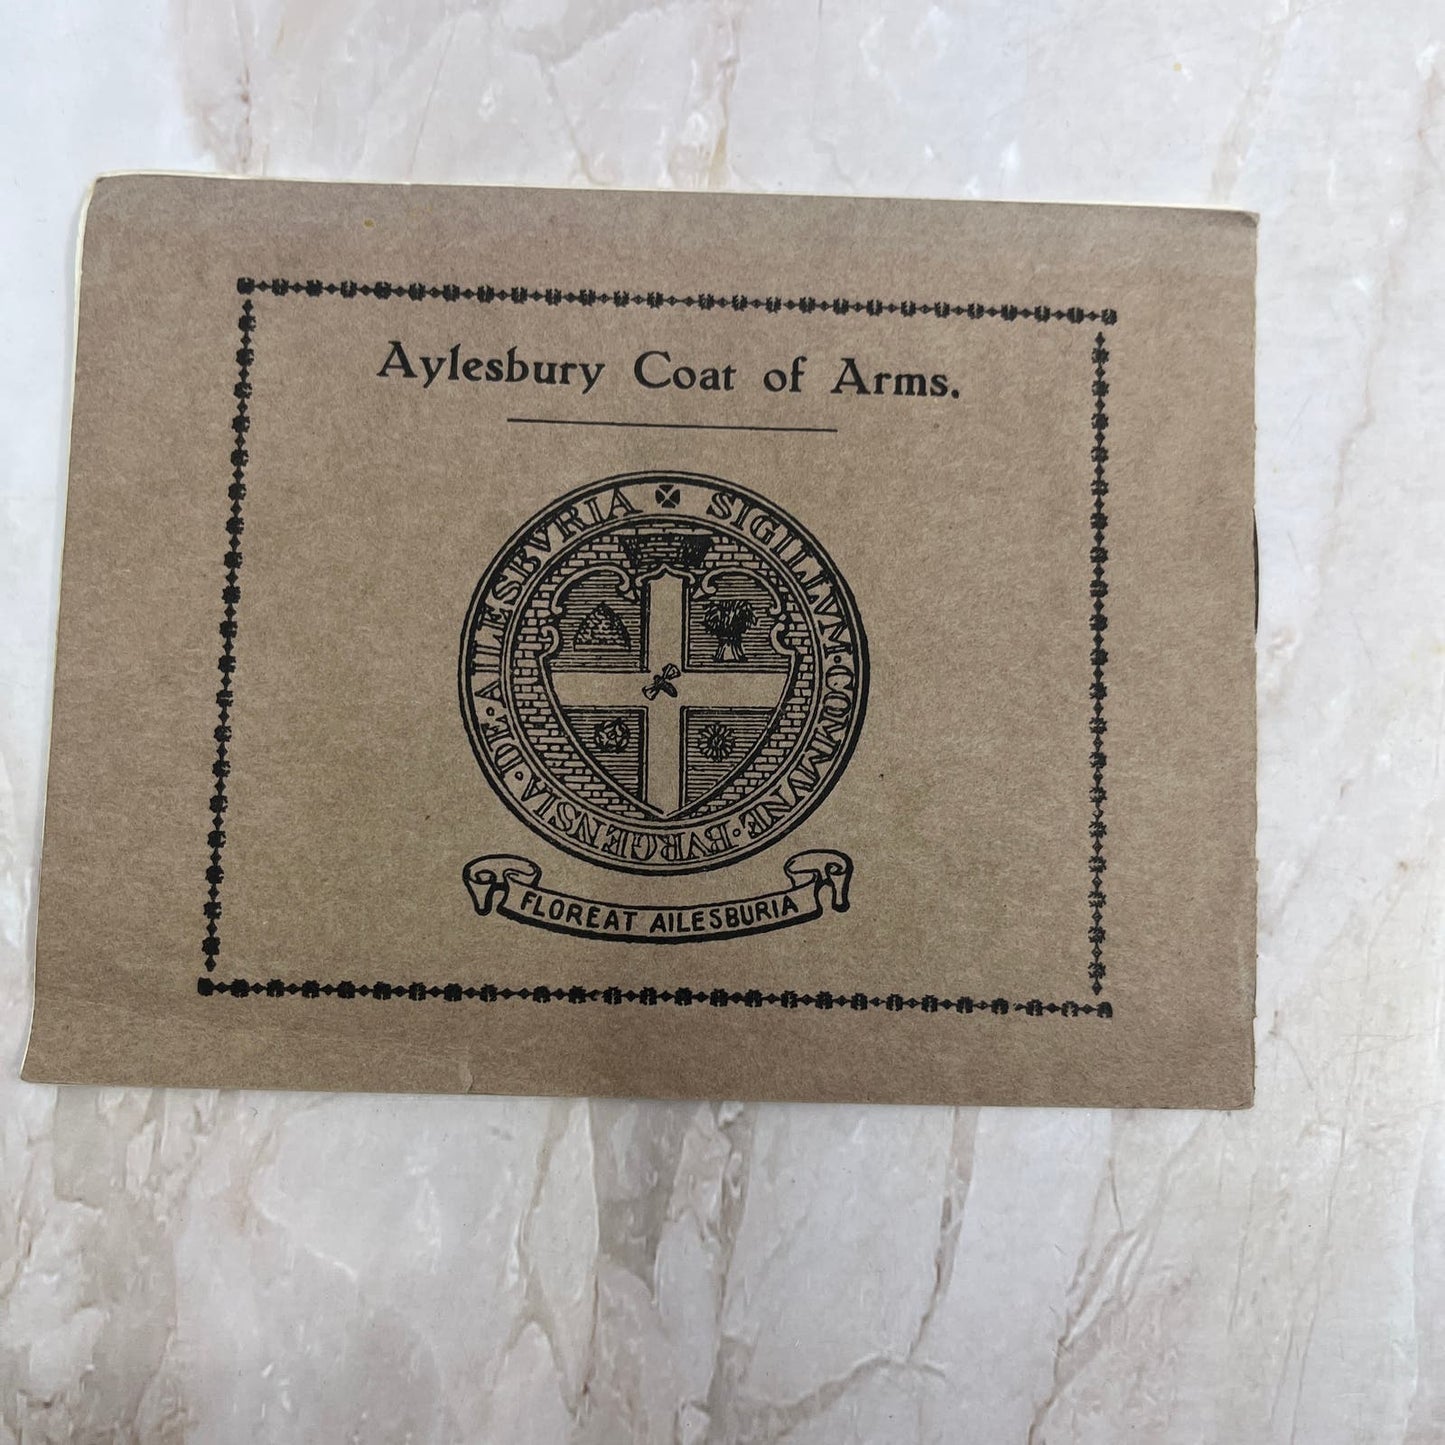 Aylesbury Coat of Arms.
SIGILLVM · COMMVNE · BVRGENSIA · DE · AILESBVRIA
FLOREAT AILESBURIA